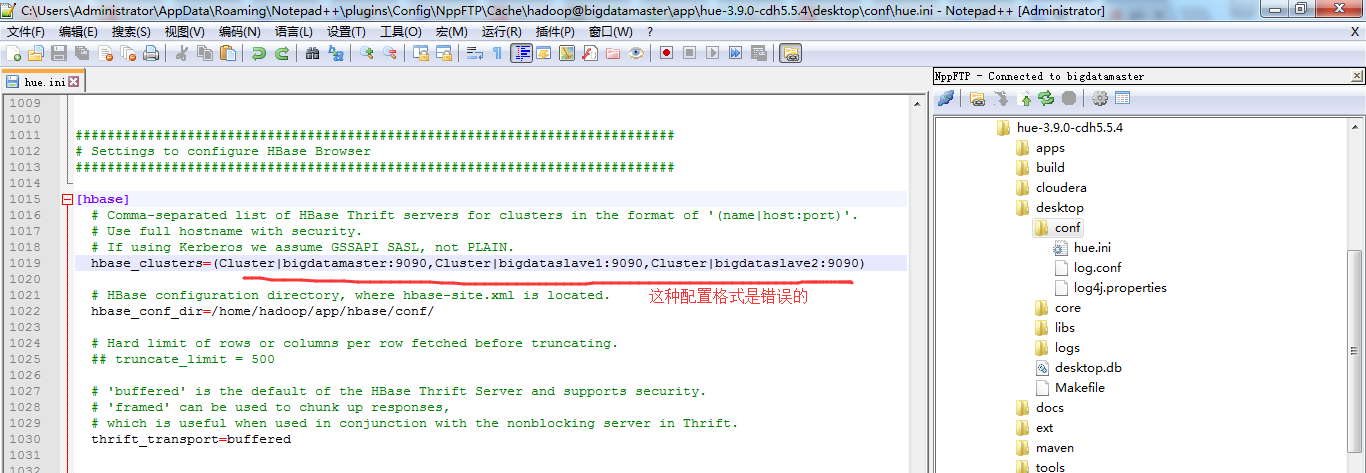 C:\Users\Administrator\AppData\Roaming\Notepad++\plugins\Config\NppFTP\Cache\hadoop@bigdatamaster\app\hue-3.9.0-cdh5.5.4\desktop\conf\hue.ini - Notepad++ [Administrator]
文件(F) 编辑(E) 搜索(S) 视图(V) 编码(N) 语言(L) 设置(T) 工具(O) 宏(M) 运行(R) 插件(P) 窗口(W) ? X
hue.ini
1009
1010
1011 ###########################################################################
1012 # Settings to configure HBase Browser
1013 ###########################################################################
1014
1015 [hbase]
1016 # Comma-separated list of HBase Thrift servers for clusters in the format of '(name|host:port)'.
1017 # Use full hostname with security.
1018 # If using Kerberos we assume GSSAPI SASL, not PLAIN.
1019 hbase_clusters=(Cluster|bigdatamaster:9090,Cluster|bigdataslave1:9090,Cluster|bigdataslave2:9090)
1020
这种配置格式是错误的
1021 # HBase configuration directory, where hbase-site.xml is located.
1022 hbase_conf_dir=/home/hadoop/app/hbase/conf/
1023
1024 # Hard limit of rows or columns per row fetched before truncating.
1025 ## truncate_limit = 500
1026
1027 # 'buffered' is the default of the HBase Thrift Server and supports security.
1028 # 'framed' can be used to chunk up responses,
1029 # which is useful when used in conjunction with the nonblocking server in Thrift.
1030 thrift_transport=buffered
1031
1032
NppFTP - Connected to bigdatamaster
hue-3.9.0-cdh5.5.4
apps
build
cloudera
desktop
conf
hue.ini
log.conf
log4j.properties
core
libs
logs
desktop.db
Makefile
docs
ext
maven
tools